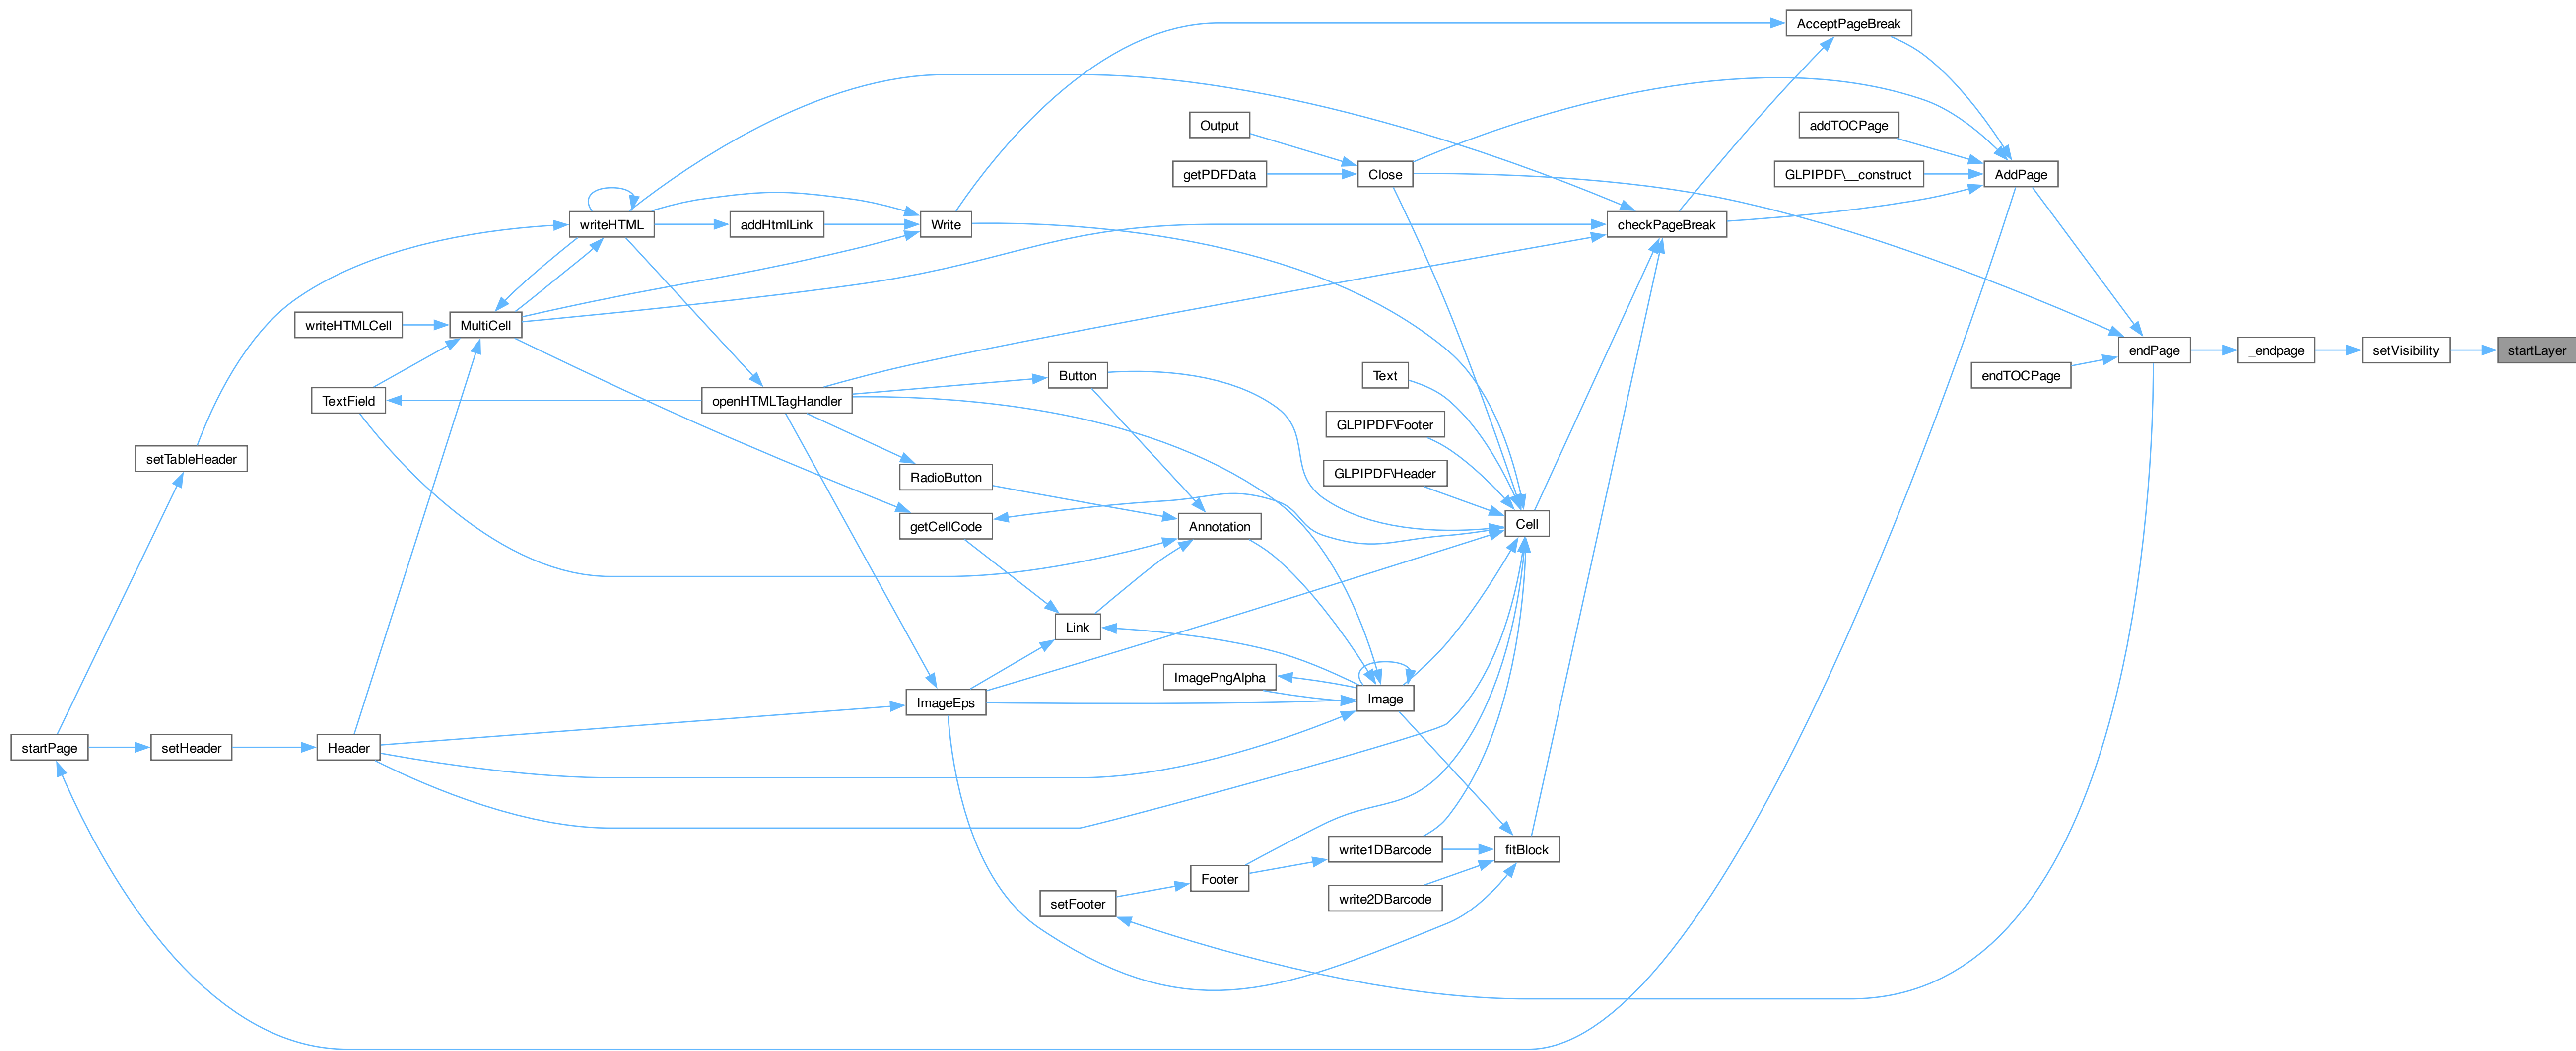 AcceptPageBreak
Output
addTOCPage
getPDFData
Close
GLPIPDF\__construct
AddPage
writeHTML
addHtmlLink
Write
checkPageBreak
writeHTMLCell
MultiCell
endPage
_endpage
setVisibility
startLayer
Button
Text
endTOCPage
TextField
openHTMLTagHandler
GLPIPDF\Footer
setTableHeader
RadioButton
GLPIPDF\Header
getCellCode
Annotation
Cell
Link
ImagePngAlpha
ImageEps
Image
startPage
setHeader
Header
write1DBarcode
fitBlock
Footer
setFooter
write2DBarcode